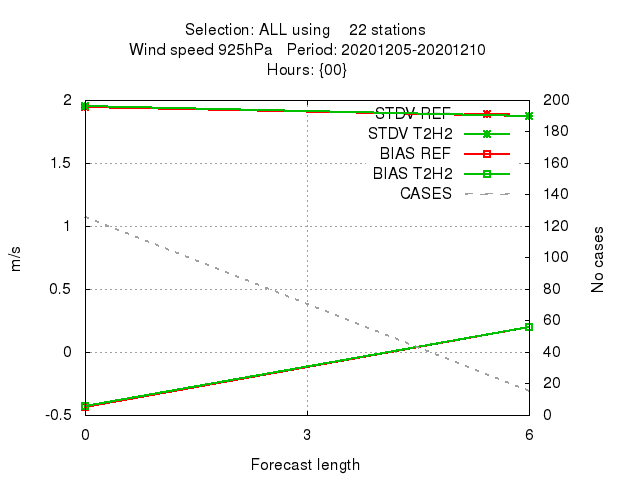 Selection: ALL using 22 stations
Wind speed 925hPa Period: 20201205-20201210
Hours: {00}
2
1.5
1
0.5
0
-0.5
m/s
STDV REF
STDV T2H2
BIAS REF
BIAS T2H2
CASES
200
180
160
140
120
100
80
60
40
20
0
No cases
0 3 6
Forecast length